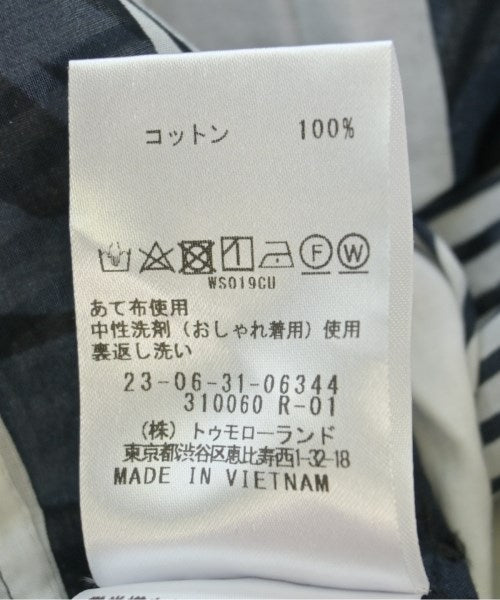 コットン 100%
F W
WS019CU
あて布使用
中性洗剤（おしゃれ着用）使用
裏返し洗い
23-06-31-06344
310060 R-01
（株）トゥモローランド
東京都渋谷区恵比寿西1-32-18
MADE IN VIETNAM